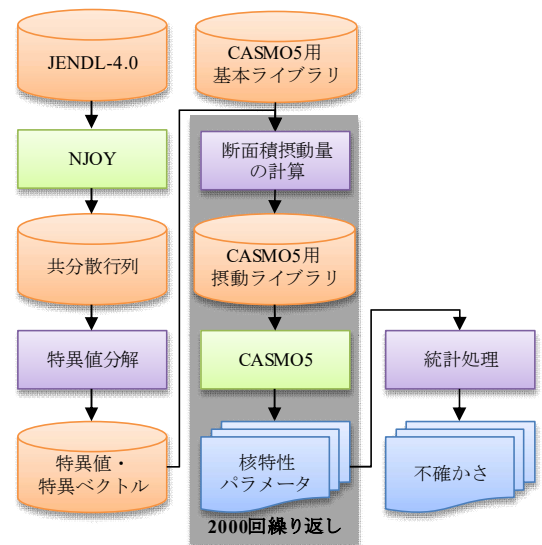 JENDL-4.0
NJOY
共分散行列
特異値分解
特異値・
特異ベクトル
CASMO5用
基本ライブラリ
断面積摂動量
の計算
CASMO5用
摂動ライブラリ
CASMO5
核特性
パラメータ
2000回繰り返し
統計処理
不確かさ